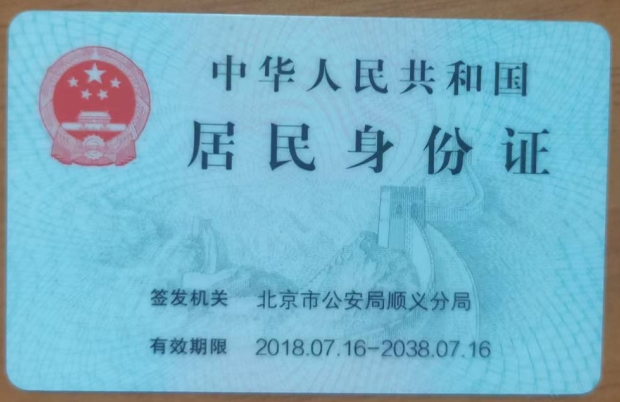 中华人民共和国
居民身份证
签发机关 北京市公安局顺义分局
有效期限 2018.07.16-2038.07.16